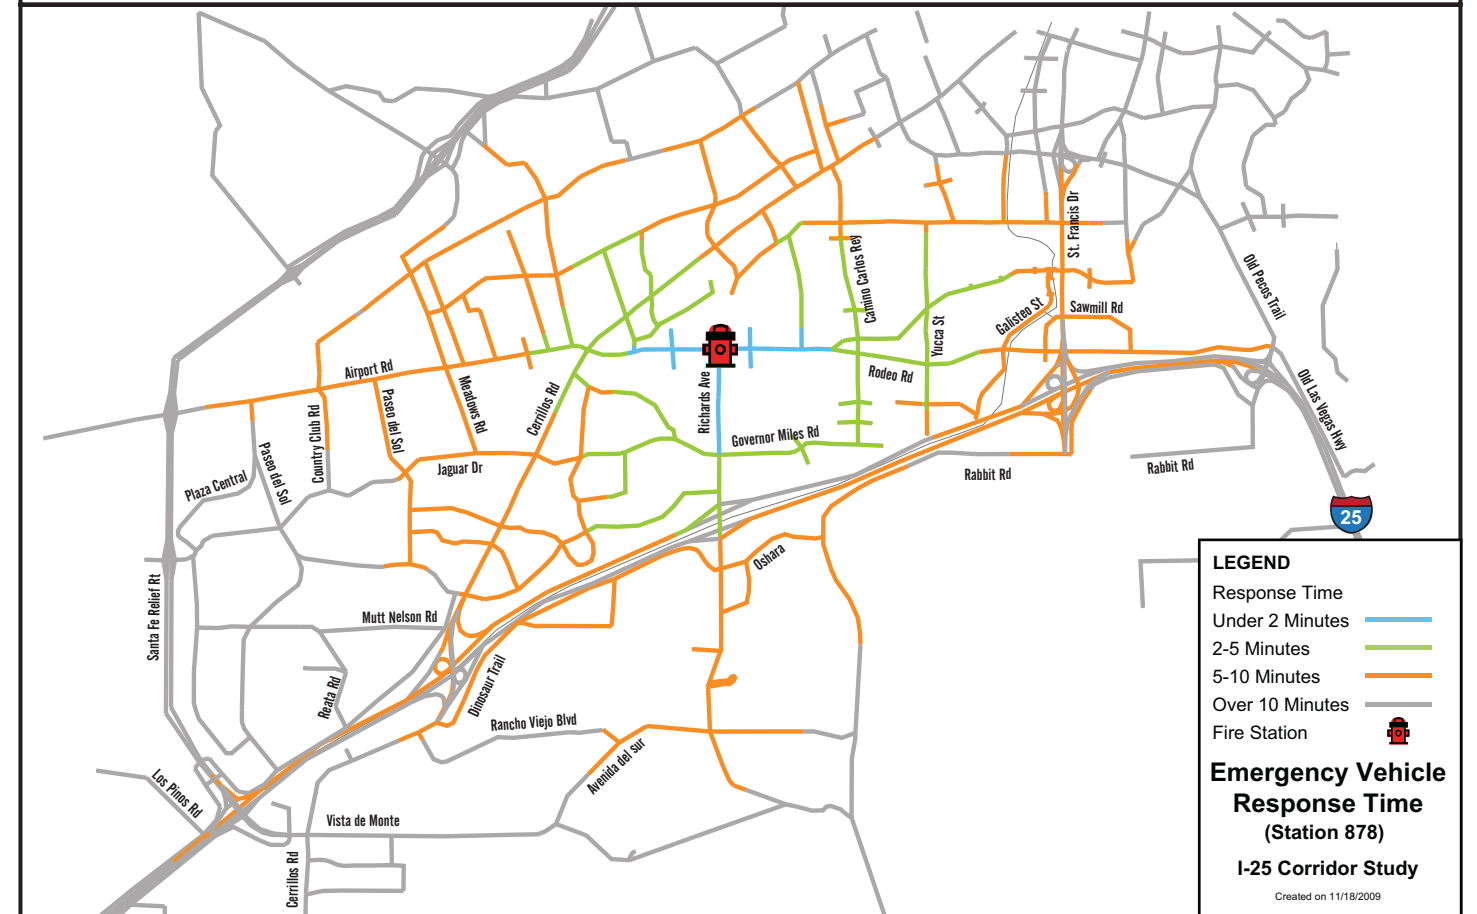 St. Francis Dr
Camino Carlos Rey
Old Pecos Trail
Galisteo St
Sawmill Rd
Yucca St
Airport Rd
Rodeo Rd
Meadows Rd
Cerrillos Rd
Richards Ave
Old Las Vegas Hwy
Paseo del Sol
Country Club Rd
Governor Miles Rd
Jaguar Dr
Paseo del Sol
Plaza Central
Rabbit Rd
Rabbit Rd
25
Oshara
Santa Fe Relief Rt
Mutt Nelson Rd
Reata Rd
Dinosaur Trail
Rancho Viejo Blvd
Avenida del sur
Los Pinos Rd
Vista de Monte
Cerrillos Rd
LEGEND
Response Time
Under 2 Minutes
2-5 Minutes
5-10 Minutes
Over 10 Minutes
Fire Station
Emergency Vehicle
Response Time
(Station 878)
I-25 Corridor Study
Created on 11/18/2009